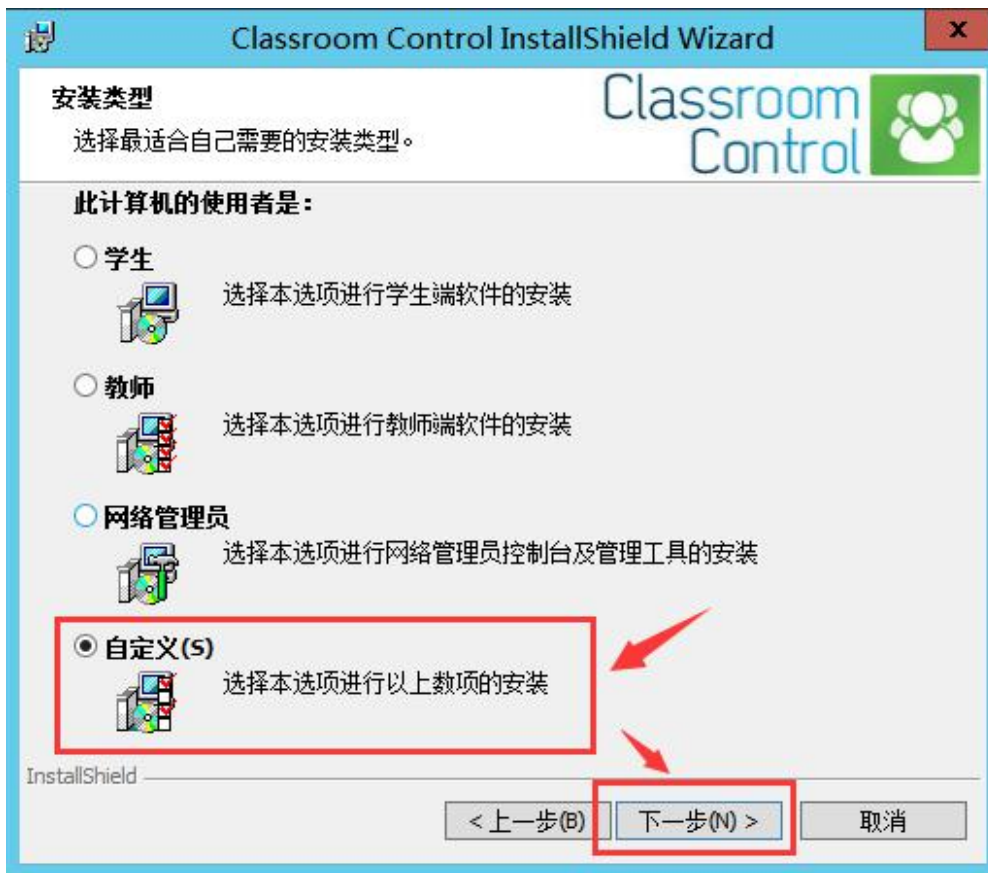 Classroom Control InstallShield Wizard
x
安装类型
选择最适合自己需要的安装类型。
Classroom
Control
此计算机的使用者是：
学生
选择本选项进行学生端软件的安装
教师
选择本选项进行教师端软件的安装
网络管理员
选择本选项进行网络管理员控制台及管理工具的安装
自定义(S)
选择本选项进行以上数项的安装
InstallShield
< 上一步(B)
下一步(N) >
取消